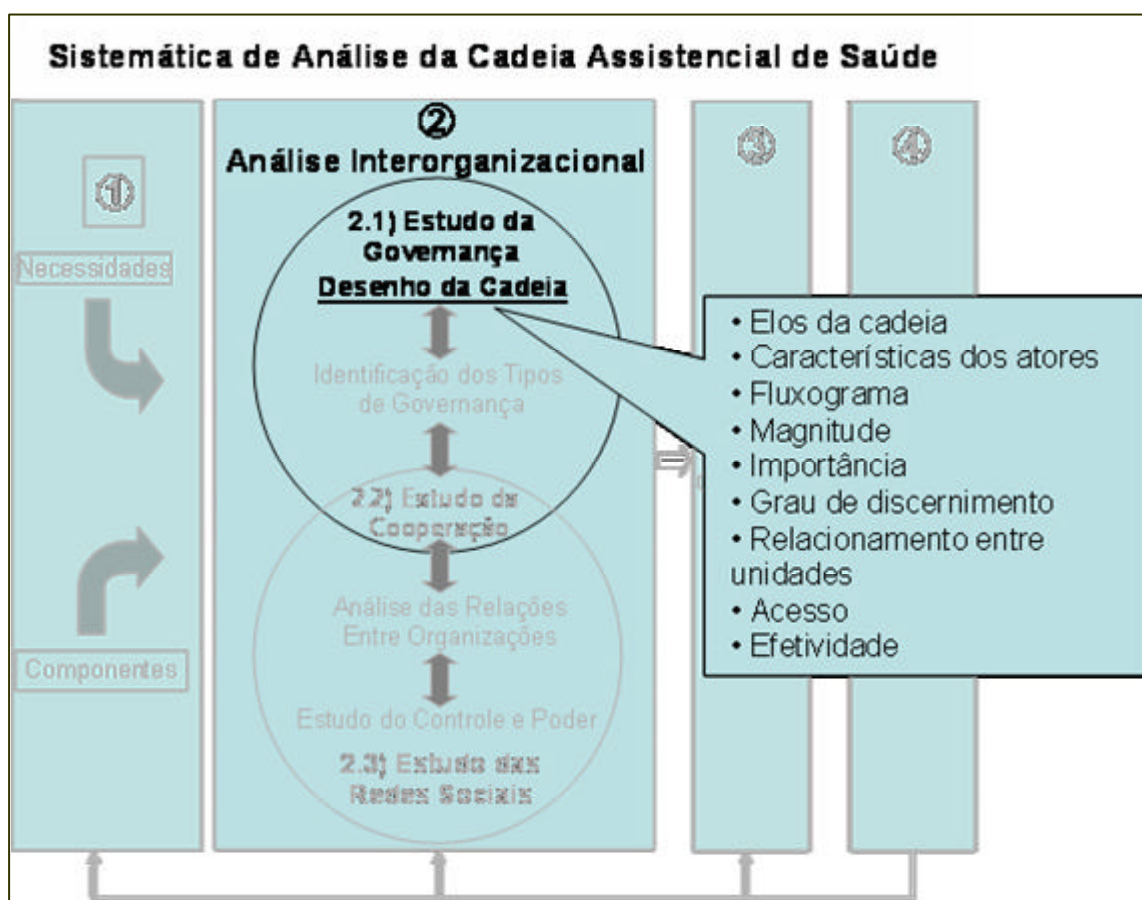 Sistemática de Análise da Cadeia Assistencial de Saúde
①
Necessidades
Componentes
②
Análise Interorganizacional
2.1) Estudo da
Governança
Desenho da Cadeia
Identificação dos Tipos
de Governança
2.2) Estudo da
Cooperação
Análise das Relações
Entre Organizações
Estudo do Controle e Poder
2.3) Estudo das
Redes Sociais
③
④
• Elos da cadeia
• Características dos atores
• Fluxograma
• Magnitude
• Importância
• Grau de discernimento
• Relacionamento entre
unidades
• Acesso
• Efetividade